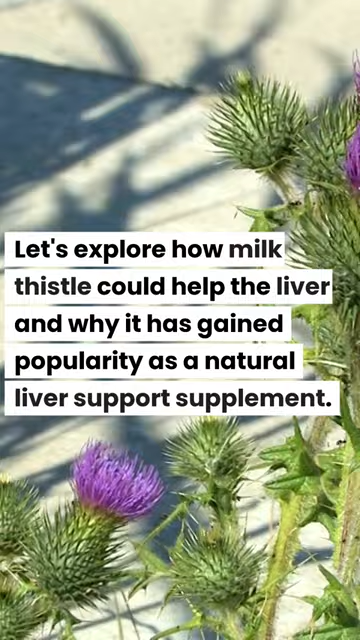 Let's explore how milk
thistle could help the liver
and why it has gained
popularity as a natural
liver support supplement.